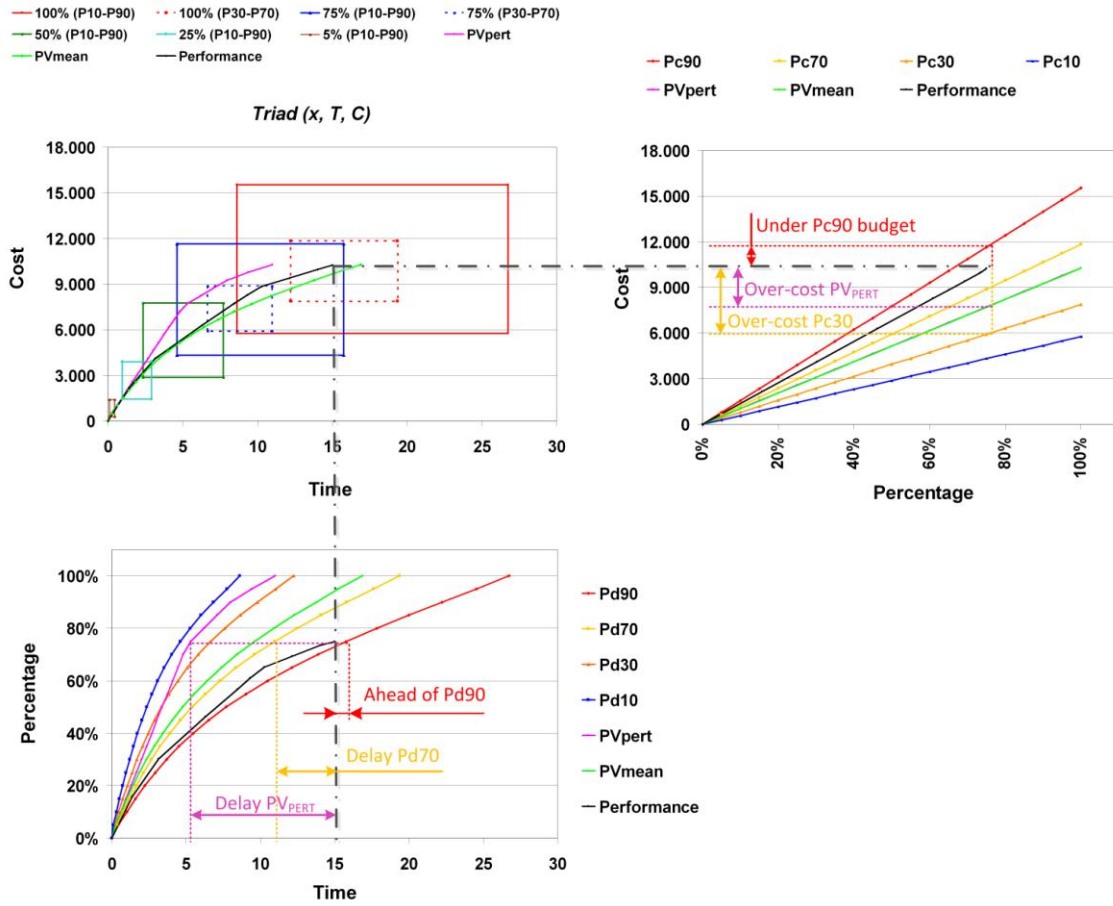 100% (P10-P90) 100% (P30-P70) 75% (P10-P90) 75% (P30-P70)
50% (P10-P90) 25% (P10-P90) 5% (P10-P90) PVpert
PVmean Performance
Triad (x, T, C)
Cost
18.000
15.000
12.000
9.000
6.000
3.000
0
0 5 10 15 20 25 30
Time
Pc90 Pc70 Pc30 Pc10
PVpert PVmean Performance
Cost
18.000
15.000
12.000
9.000
6.000
3.000
0
Under Pc90 budget
Over-cost PVPERT
Over-cost Pc30
0% 20% 40% 60% 80% 100%
Percentage
Percentage
100%
80%
60%
40%
20%
0%
Ahead of Pd90
Delay Pd70
Delay PVPERT
0 5 10 15 20 25 30
Time
Pd90
Pd70
Pd30
Pd10
PVpert
PVmean
Performance